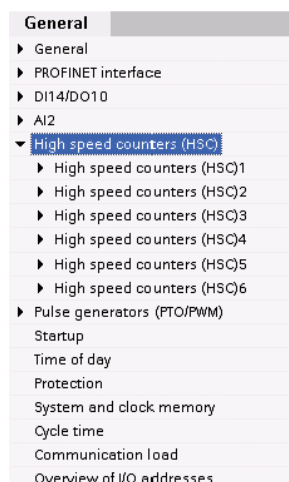 General
General
PROFINET interface
DI14/DO10
AI2
High speed counters (HSC)
High speed counters (HSC)1
High speed counters (HSC)2
High speed counters (HSC)3
High speed counters (HSC)4
High speed counters (HSC)5
High speed counters (HSC)6
Pulse generators (PTO/PWM)
Startup
Time of day
Protection
System and clock memory
Cycle time
Communication load
Overview of I/O addresses